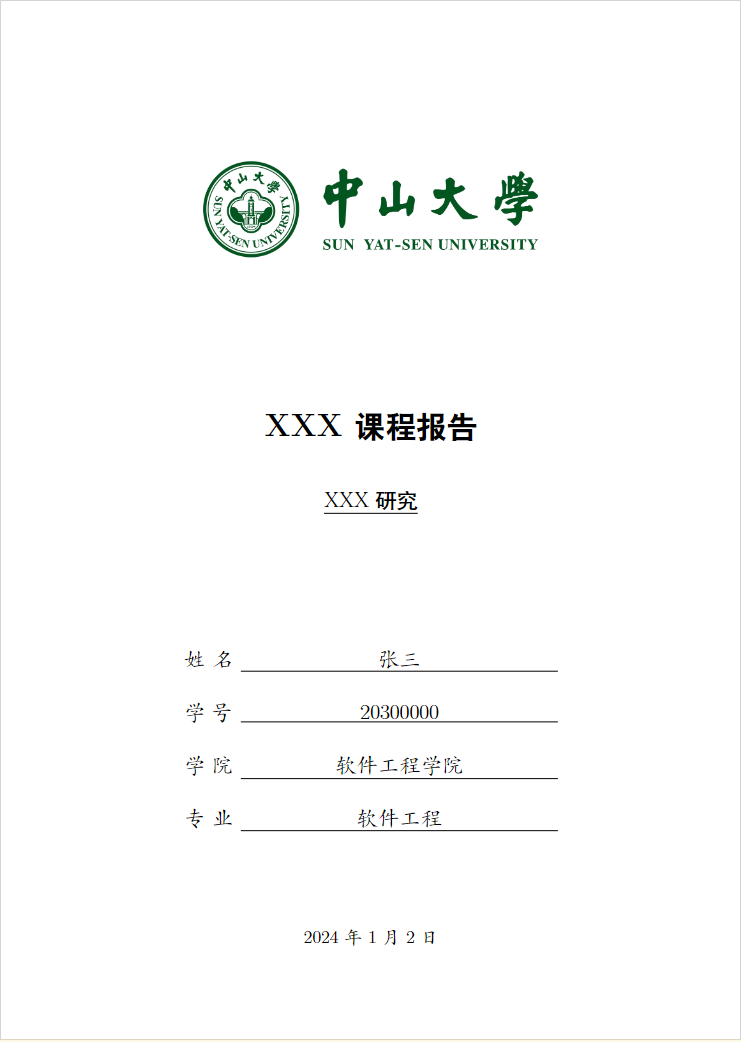 中山大學
SUN YAT-SEN UNIVERSITY
中山大學
SUN YAT-SEN UNIVERSITY
XXX 课程报告
XXX 研究
姓 名 张三
学 号 20300000
学 院 软件工程学院
专 业 软件工程
2024 年 1 月 2 日